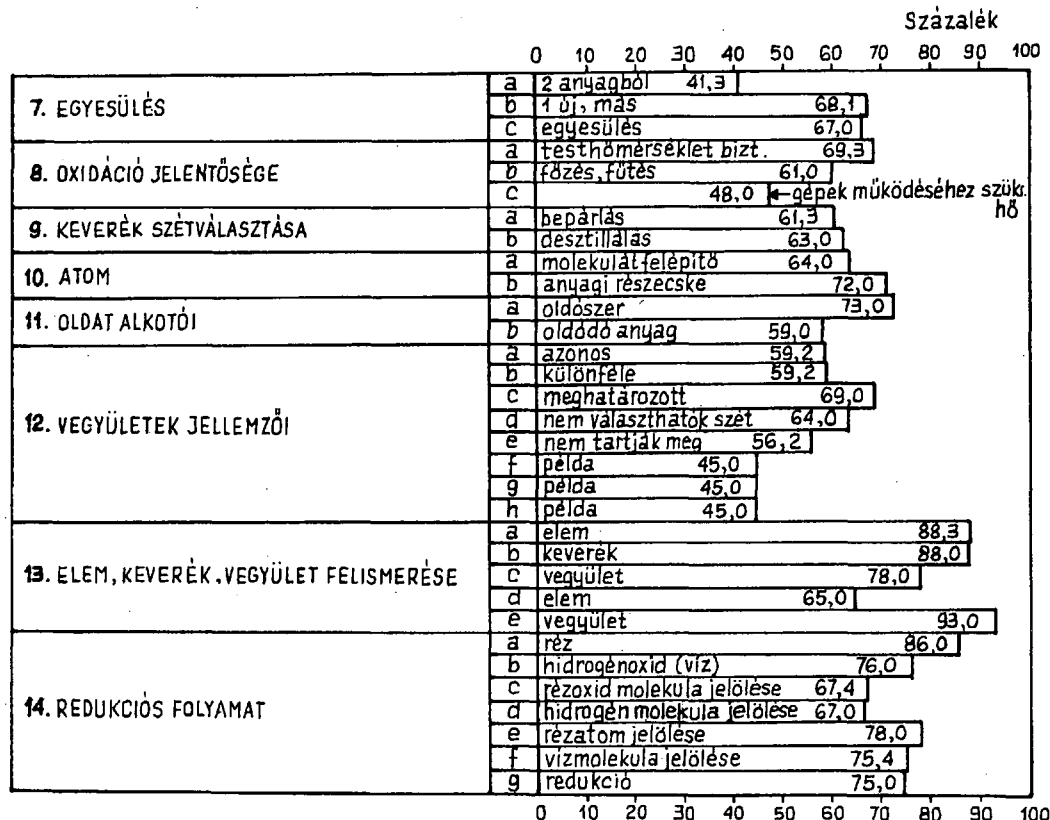 Százalék
0 10 20 30 40 50 60 70 80 90 100
7. EGYESÜLÉS
a 2 anyagból 41,3
b 1 új, más 68,1
c egyesülés 67,0
8. OXIDÁCIÓ JELENTŐSÉGE
a testhőmérséklet bizt. 69,3
b főzés, fűtés 61,0
c 48,0 ←gépek működéséhez szüks. hő
9. KEVERÉK SZÉTVÁLASZTÁSA
a bepárlás 61,3
b desztillálás 63,0
10. ATOM
a molekulát felépítő 64,0
b anyagi részecske 72,0
11. OLDAT ALKOTÓI
a oldószer 73,0
b oldódó anyag 59,0
12. VEGYÜLETEK JELLEMZŐI
a azonos 59,2
b különféle 59,2
c meghatározott 69,0
d nem választhatók szét 64,0
e nem tartják meg 56,2
f példa 45,0
g példa 45,0
h példa 45,0
13. ELEM, KEVERÉK, VEGYÜLET FELISMERÉSE
a elem 88,3
b keverék 88,0
c vegyület 78,0
d elem 65,0
e vegyület 93,0
14. REDUKCIÓS FOLYAMAT
a réz 86,0
b hidrogénoxid (víz) 76,0
c rézoxid molekula jelölése 67,4
d hidrogén molekula jelölése 67,0
e rézatom jelölése 78,0
f vízmolekula jelölése 75,4
g redukció 75,0
0 10 20 30 40 50 60 70 80 90 100